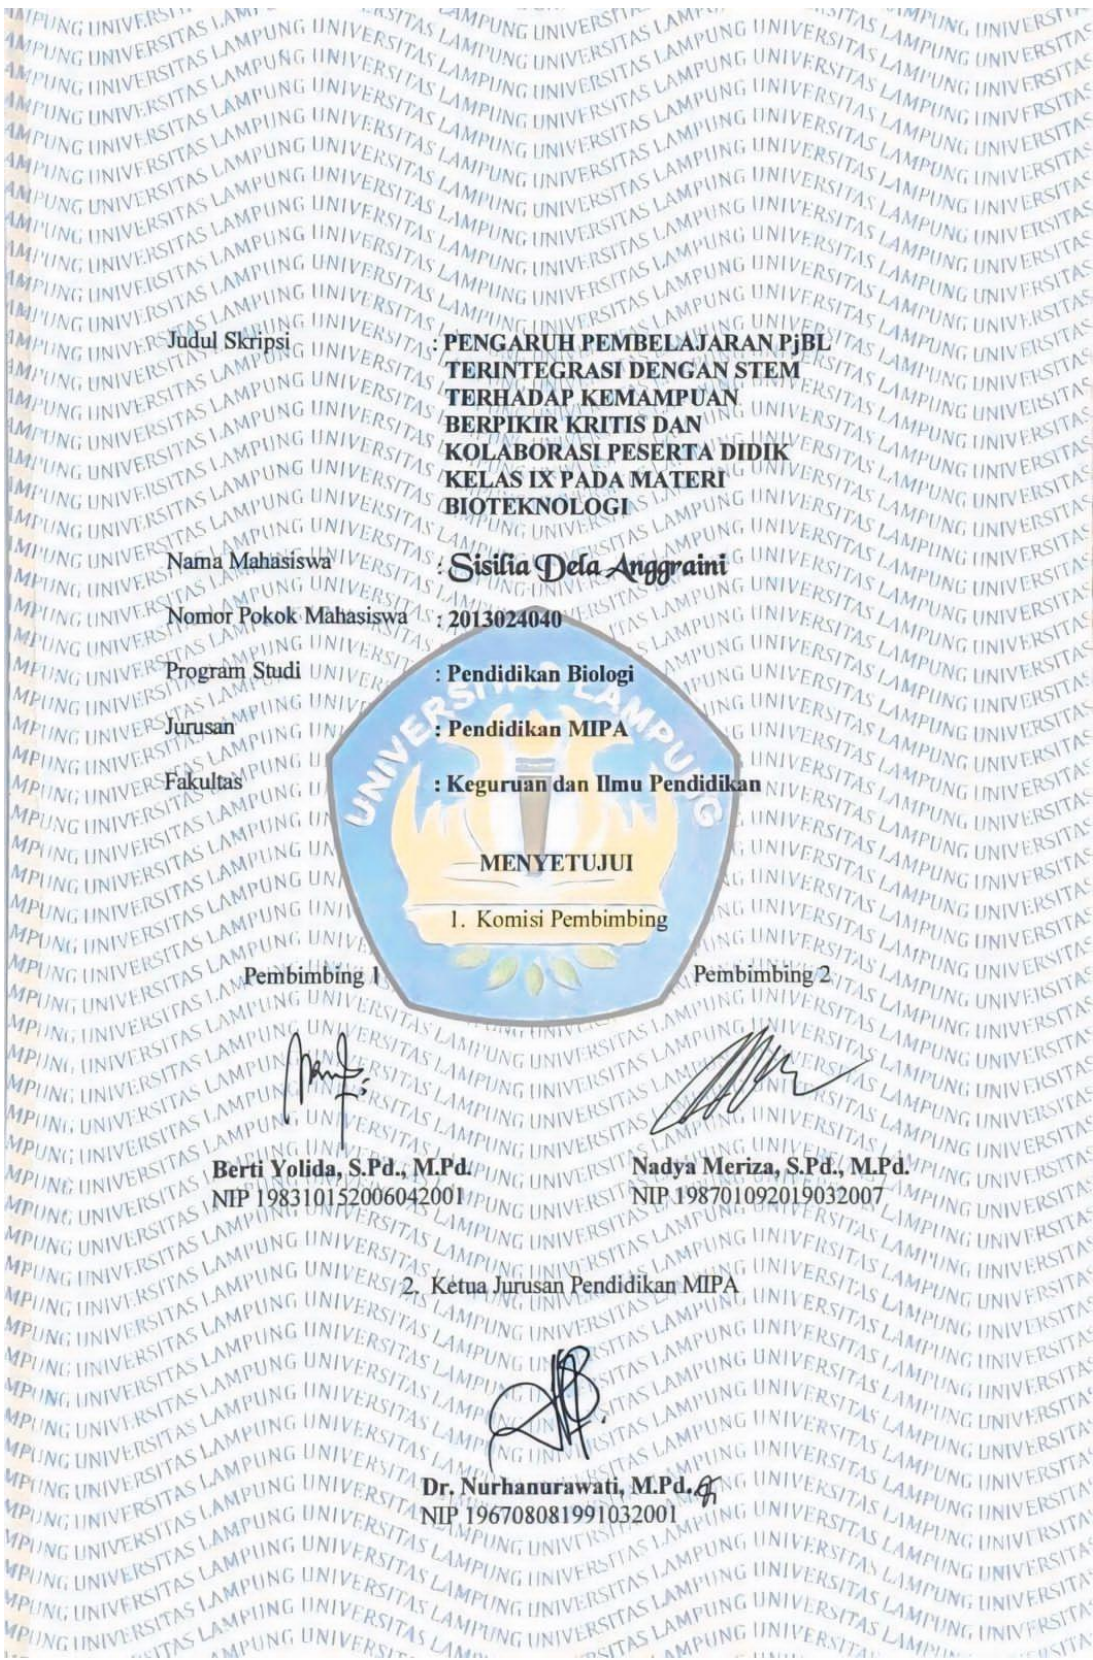 Judul Skripsi : PENGARUH PEMBELAJARAN PjBL
TERINTEGRASI DENGAN STEM
TERHADAP KEMAMPUAN
BERPIKIR KRITIS DAN
KOLABORASI PESERTA DIDIK
KELAS IX PADA MATERI
BIOTEKNOLOGI
Nama Mahasiswa : Sisilia Dela Anggraini
Nomor Pokok Mahasiswa : 2013024040
Program Studi : Pendidikan Biologi
Jurusan : Pendidikan MIPA
Fakultas : Keguruan dan Ilmu Pendidikan
UNIVERSITAS LAMPUNG
MENYETUJUI
1. Komisi Pembimbing
Pembimbing 1 Pembimbing 2
Berti Yolida, S.Pd., M.Pd. Nadya Meriza, S.Pd., M.Pd.
NIP 198310152006042001 NIP 198701092019032007
2. Ketua Jurusan Pendidikan MIPA
Dr. Nurhanurawati, M.Pd.
NIP 196708081991032001